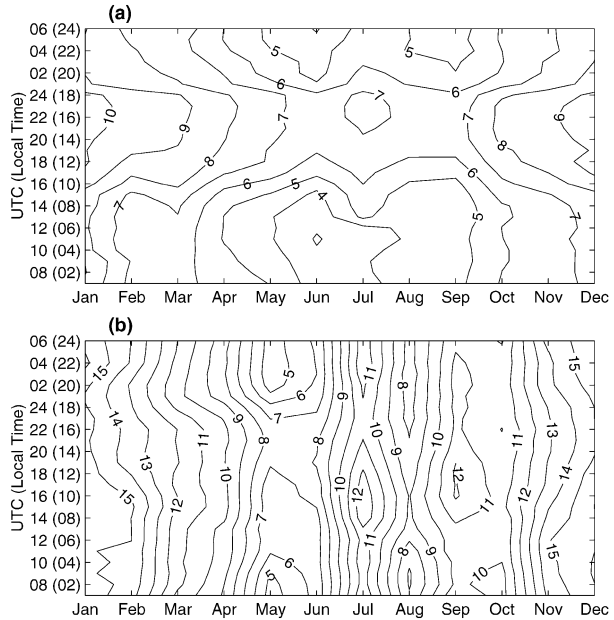 (a)
UTC (Local Time)
06 (24)
04 (22)
02 (20)
24 (18)
22 (16)
20 (14)
18 (12)
16 (10)
14 (08)
12 (06)
10 (04)
08 (02)
5 5
6 6
10 9 7 7 7 8 9
8
7 6 5 4 6
5 7
Jan Feb Mar Apr May Jun Jul Aug Sep Oct Nov Dec
(b)
UTC (Local Time)
06 (24)
04 (22)
02 (20)
24 (18)
22 (16)
20 (14)
18 (12)
16 (10)
14 (08)
12 (06)
10 (04)
08 (02)
15 5 11 8 15
6 9
14 11 9 7 10 11 13
13 8 8 9 10
15 12 10 10 12 12 14
7 12 11 12
11
6 8 9 15
5 10
Jan Feb Mar Apr May Jun Jul Aug Sep Oct Nov Dec